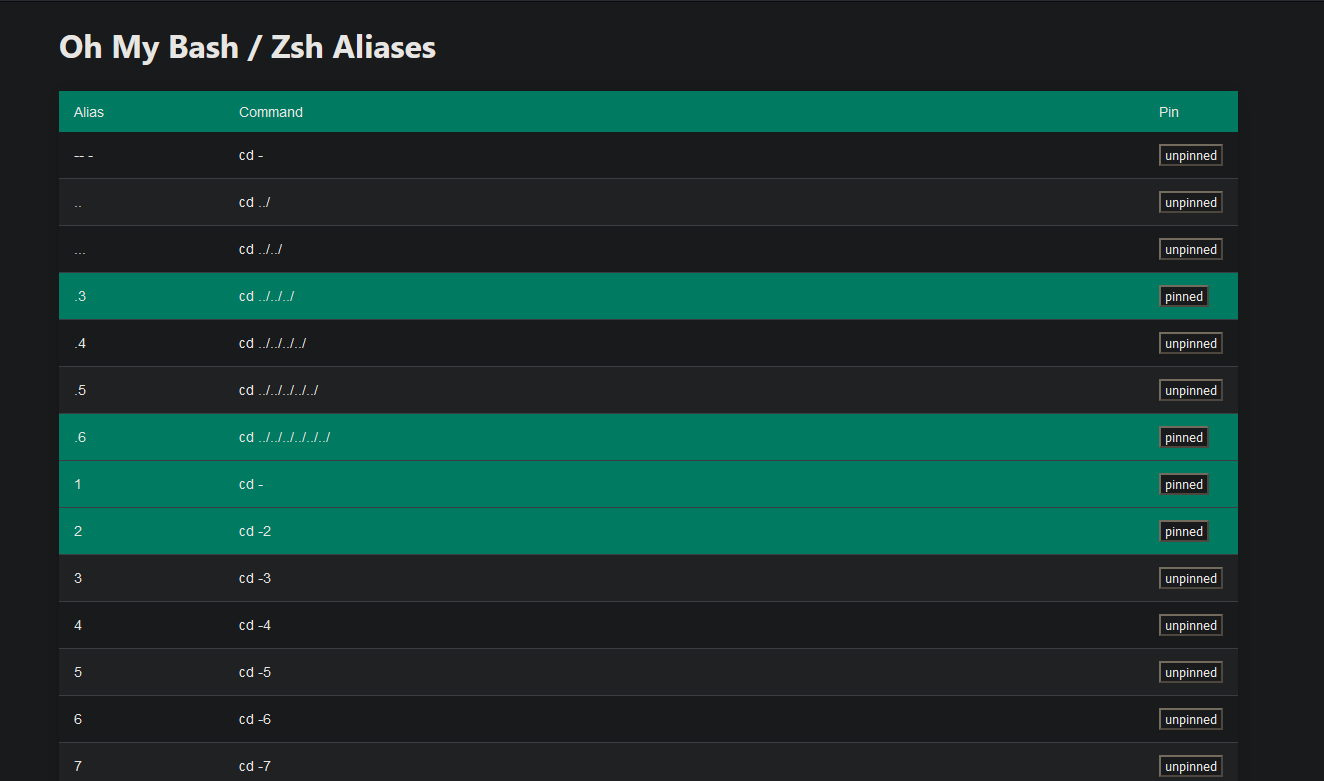 Oh My Bash / Zsh Aliases
Alias Command Pin
-- - cd - unpinned
.. cd ../ unpinned
... cd ../../ unpinned
.3 cd ../../../ pinned
.4 cd ../../../../ unpinned
.5 cd ../../../../../ unpinned
.6 cd ../../../../../../ pinned
1 cd - pinned
2 cd -2 pinned
3 cd -3 unpinned
4 cd -4 unpinned
5 cd -5 unpinned
6 cd -6 unpinned
7 cd -7 unpinned